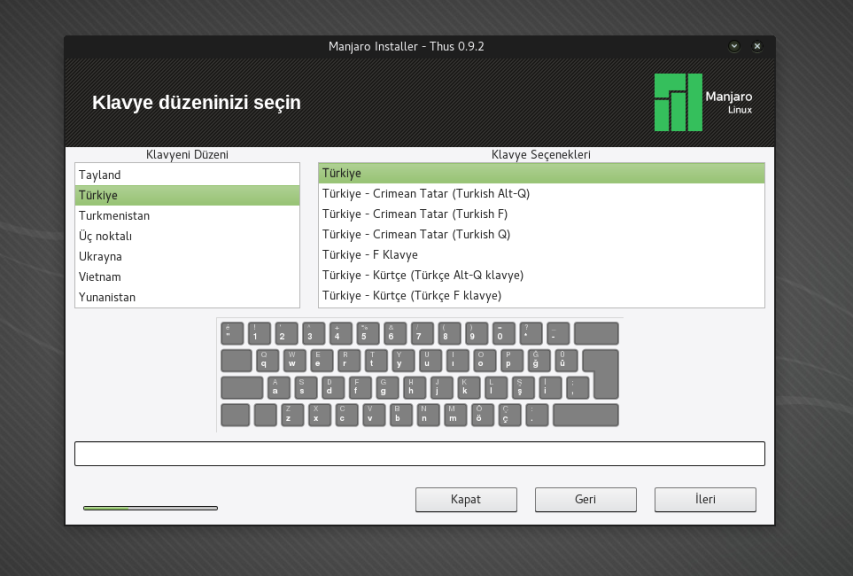 Manjaro Installer - Thus 0.9.2
Klavye düzeninizi seçin
Manjaro
Linux
Klavyeni Düzeni
Tayland
Türkiye
Turkmenistan
Üç noktalı
Ukrayna
Vietnam
Yunanistan
Klavye Seçenekleri
Türkiye
Türkiye - Crimean Tatar (Turkish Alt-Q)
Türkiye - Crimean Tatar (Turkish F)
Türkiye - Crimean Tatar (Turkish Q)
Türkiye - F Klavye
Türkiye - Kürtçe (Türkçe Alt-Q klavye)
Türkiye - Kürtçe (Türkçe F klavye)
1 2 3 4 5 6 7 8 9 0 * -
Q W E R T Y U I O P Ğ Ü
q w e r t y u ı o p ğ ü
A S D F G H J K L Ş İ ;
a s d f g h j k l ş i ,
Z X C V B N M Ö Ç :
z x c v b n m ö ç .
Kapat
Geri
İleri